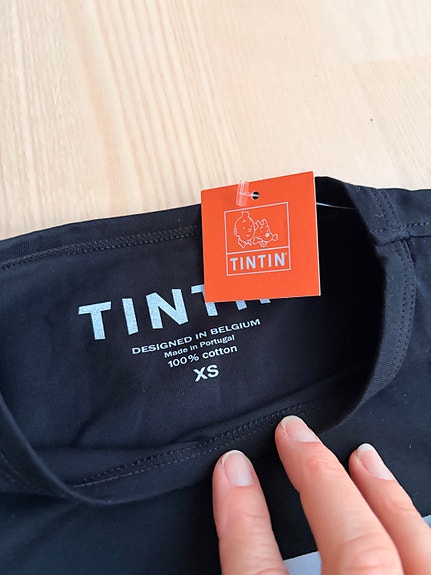 TINTIN®
TINTI
DESIGNED IN BELGIUM
Made in Portugal
100% cotton
XS